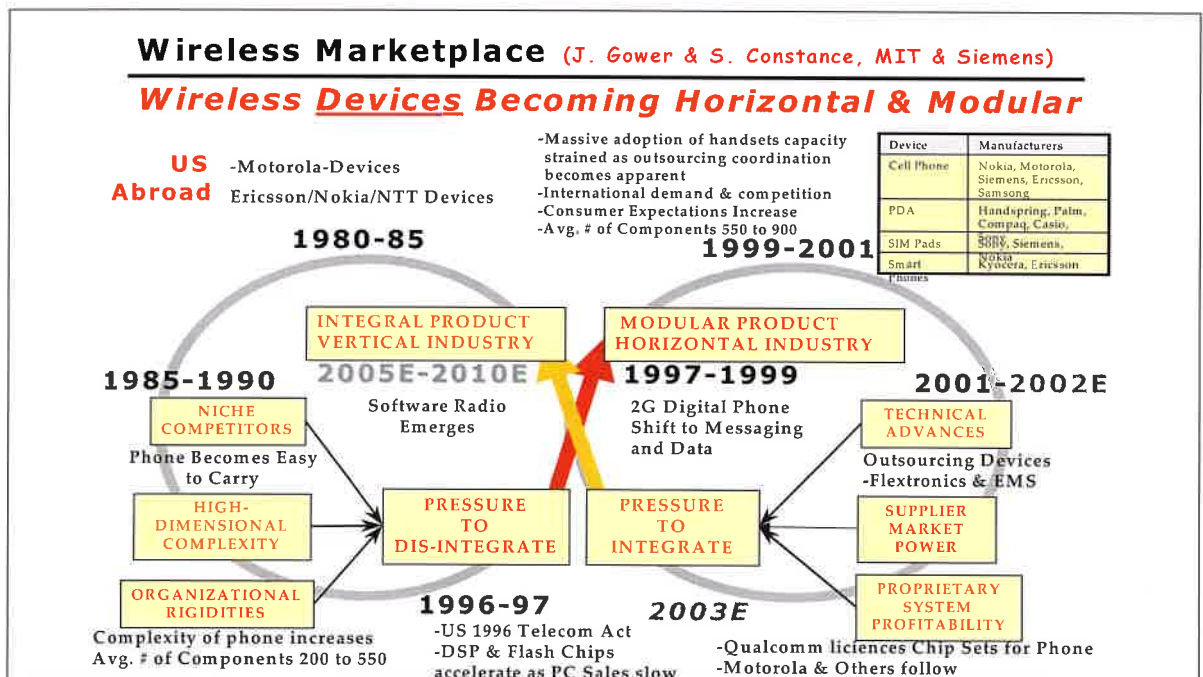 Wireless Marketplace (J. Gower & S. Constance, MIT & Siemens)
Wireless Devices Becoming Horizontal & Modular
US -Motorola-Devices
Abroad Ericsson/Nokia/NTT Devices
-Massive adoption of handsets capacity
strained as outsourcing coordination
becomes apparent
-International demand & competition
-Consumer Expectations Increase
-Avg. # of Components 550 to 900
Device Manufacturers
Cell Phone Nokia, Motorola,
Siemens, Ericsson,
Samsong
PDA Handspring, Palm,
Compaq, Casio,
Sony
SIM Pads Sony, Siemens,
Nokia
Smart Kyocera, Ericsson
Phones
1980-85
1999-2001
INTEGRAL PRODUCT
VERTICAL INDUSTRY
MODULAR PRODUCT
HORIZONTAL INDUSTRY
1985-1990
2005E-2010E
1997-1999
2001-2002E
Software Radio
Emerges
2G Digital Phone
Shift to Messaging
and Data
NICHE
COMPETITORS
Phone Becomes Easy
to Carry
TECHNICAL
ADVANCES
Outsourcing Devices
-Flextronics & EMS
HIGH-
DIMENSIONAL
COMPLEXITY
PRESSURE
TO
DIS-INTEGRATE
PRESSURE
TO
INTEGRATE
SUPPLIER
MARKET
POWER
ORGANIZATIONAL
RIGIDITIES
PROPRIETARY
SYSTEM
PROFITABILITY
Complexity of phone increases
Avg. # of Components 200 to 550
1996-97
-US 1996 Telecom Act
-DSP & Flash Chips
accelerate as PC Sales slow
2003E
-Qualcomm liciences Chip Sets for Phone
-Motorola & Others follow